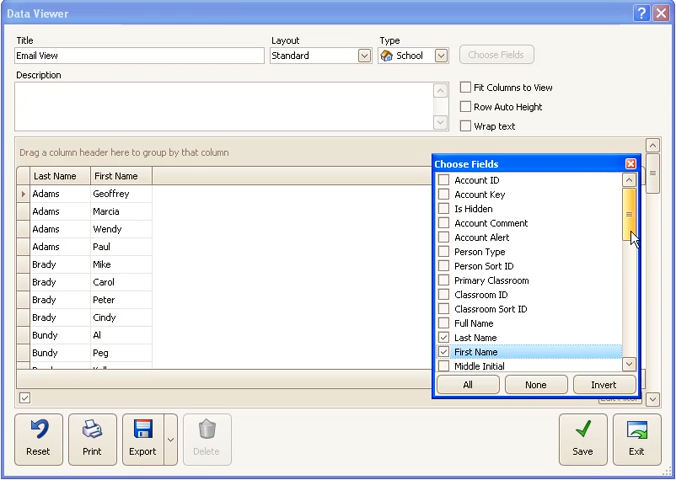 Data Viewer
Title
Layout
Type
Email View
Standard
School
Choose Fields
Description
Fit Columns to View
Row Auto Height
Wrap text
Drag a column header here to group by that column
Last Name First Name
Adams Geoffrey
Adams Marcia
Adams Wendy
Adams Paul
Brady Mike
Brady Carol
Brady Peter
Brady Cindy
Bundy Al
Bundy Peg
Choose Fields
Account ID
Account Key
Is Hidden
Account Comment
Account Alert
Person Type
Person Sort ID
Primary Classroom
Classroom ID
Classroom Sort ID
Full Name
Last Name
First Name
Middle Initial
All None Invert
Edit Filter
Reset
Print
Export
Delete
Save
Exit